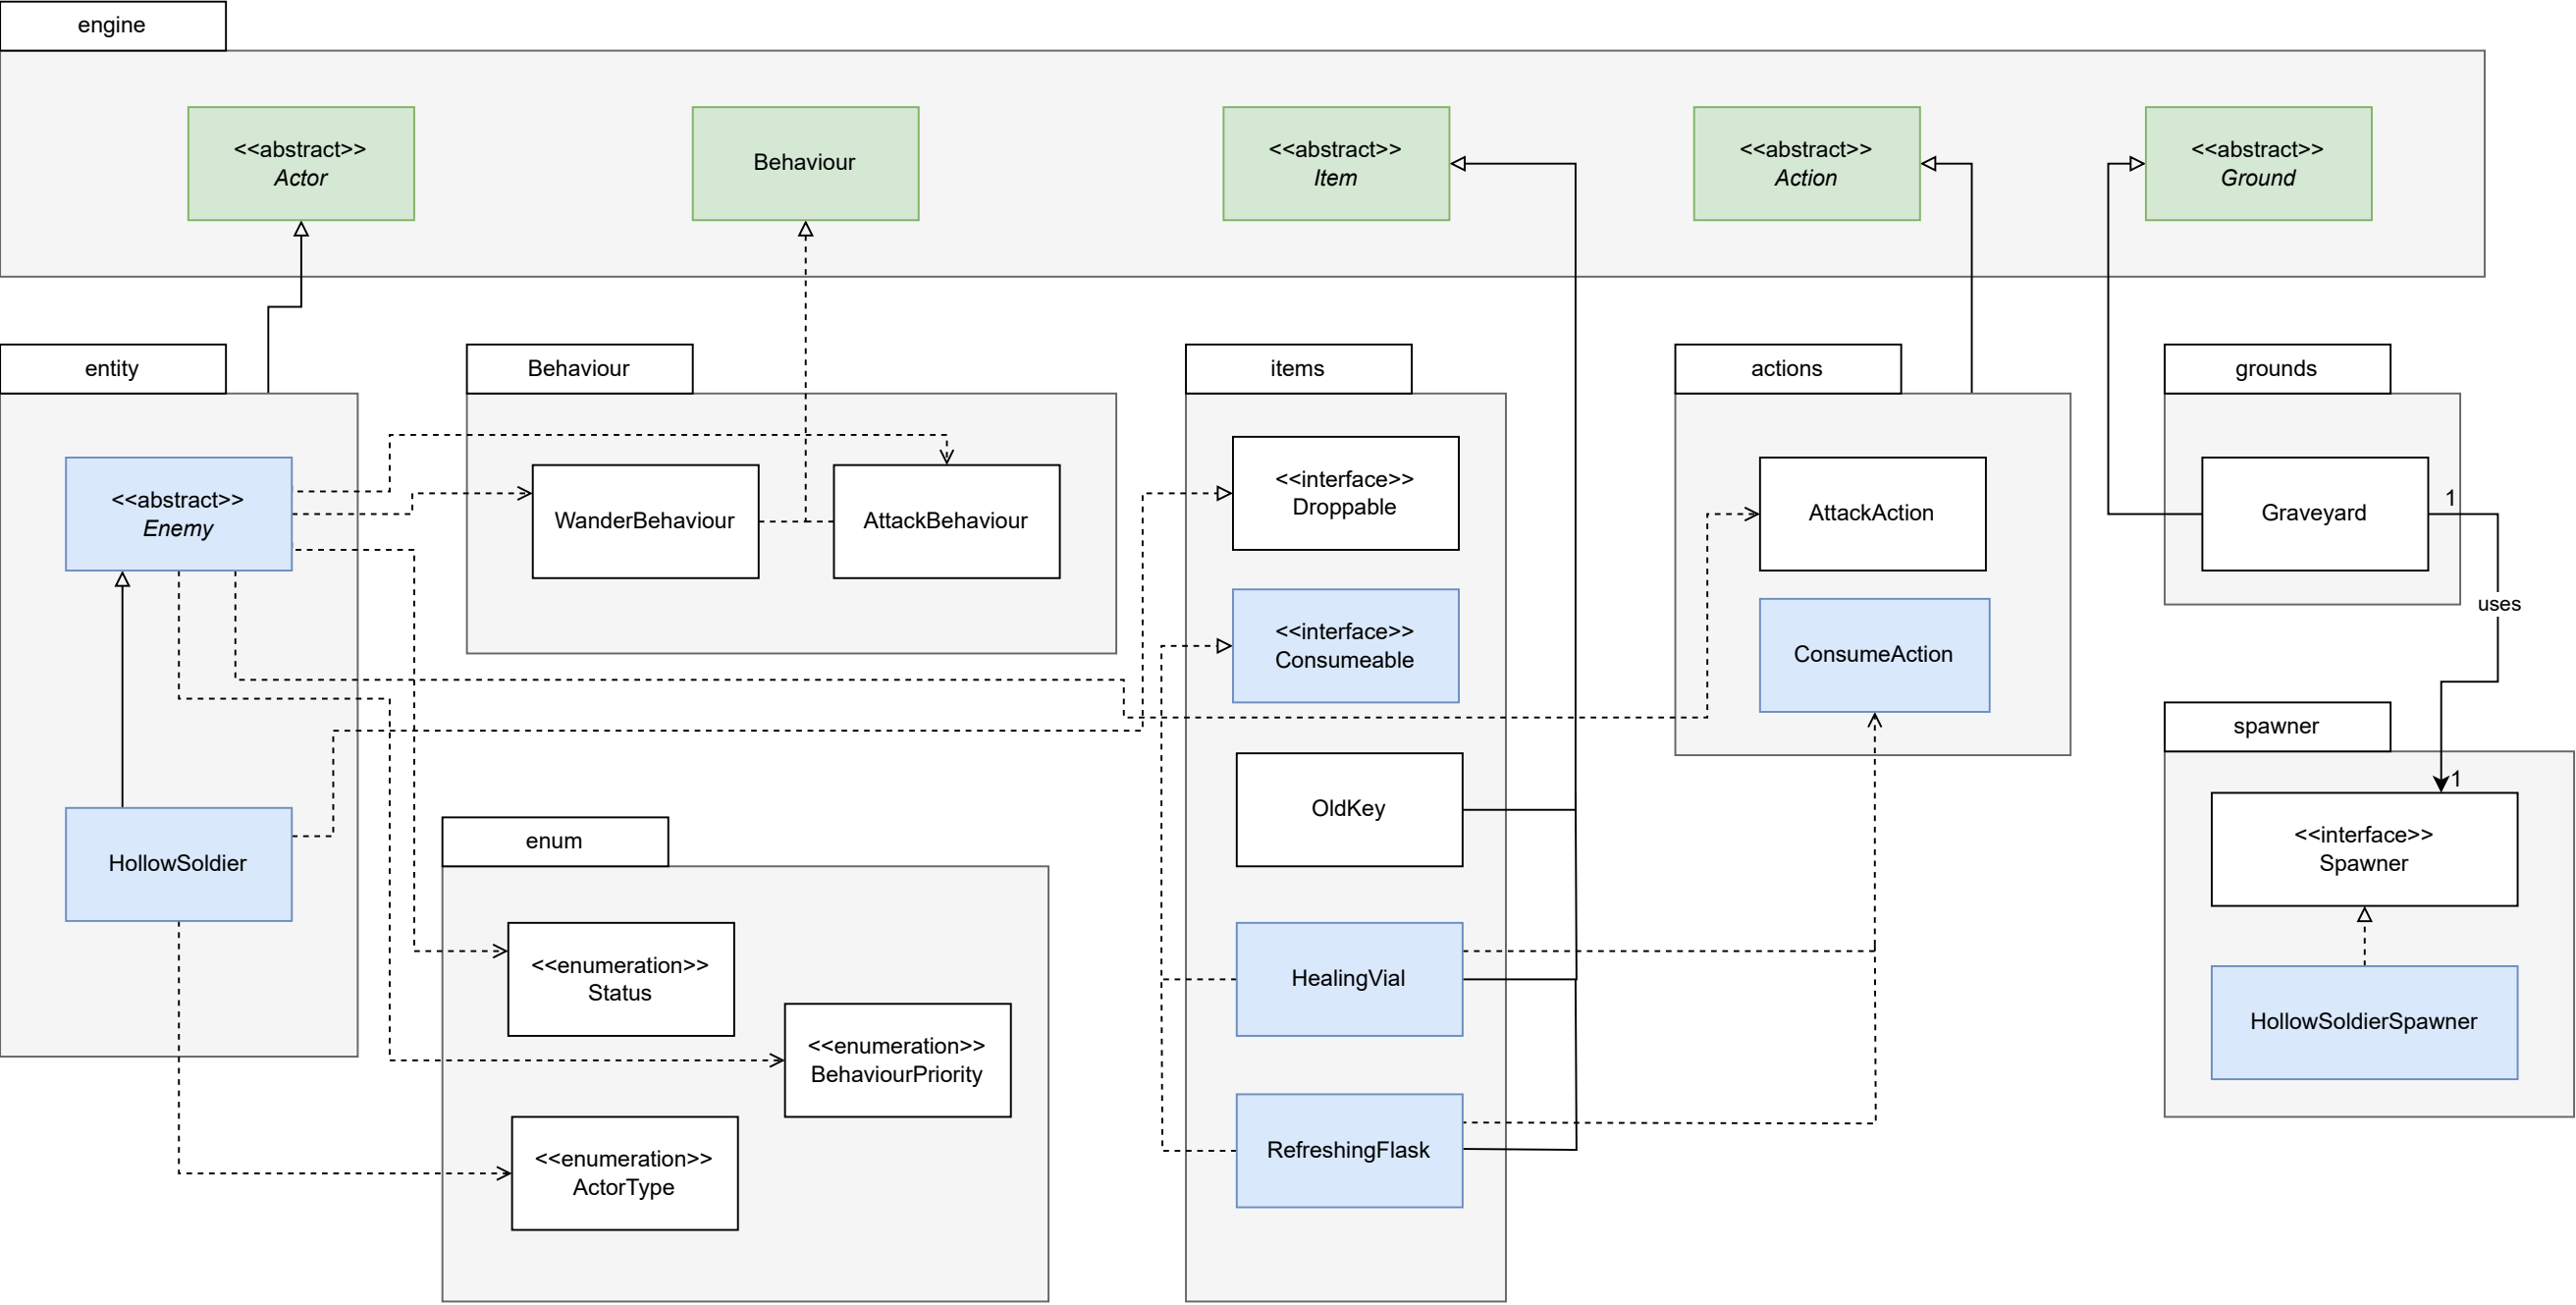 engine
<<abstract>>
Actor
Behaviour
<<abstract>>
Item
<<abstract>>
Action
<<abstract>>
Ground
entity
<<abstract>>
Enemy
HollowSoldier
Behaviour
WanderBehaviour
AttackBehaviour
enum
<<enumeration>>
Status
<<enumeration>>
BehaviourPriority
<<enumeration>>
ActorType
items
<<interface>>
Droppable
<<interface>>
Consumeable
OldKey
HealingVial
RefreshingFlask
actions
AttackAction
ConsumeAction
grounds
Graveyard
1
uses
spawner
1
<<interface>>
Spawner
HollowSoldierSpawner